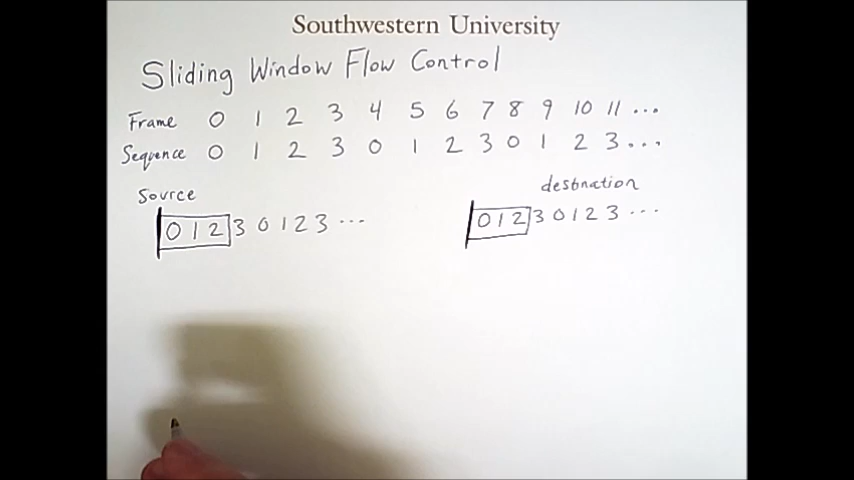 Southwestern University
Sliding Window Flow Control
Frame 0 1 2 3 4 5 6 7 8 9 10 11 ...
Sequence 0 1 2 3 0 1 2 3 0 1 2 3 ...
Source
destination
0 1 2 3 0 1 2 3 ...
0 1 2 3 0 1 2 3 ...